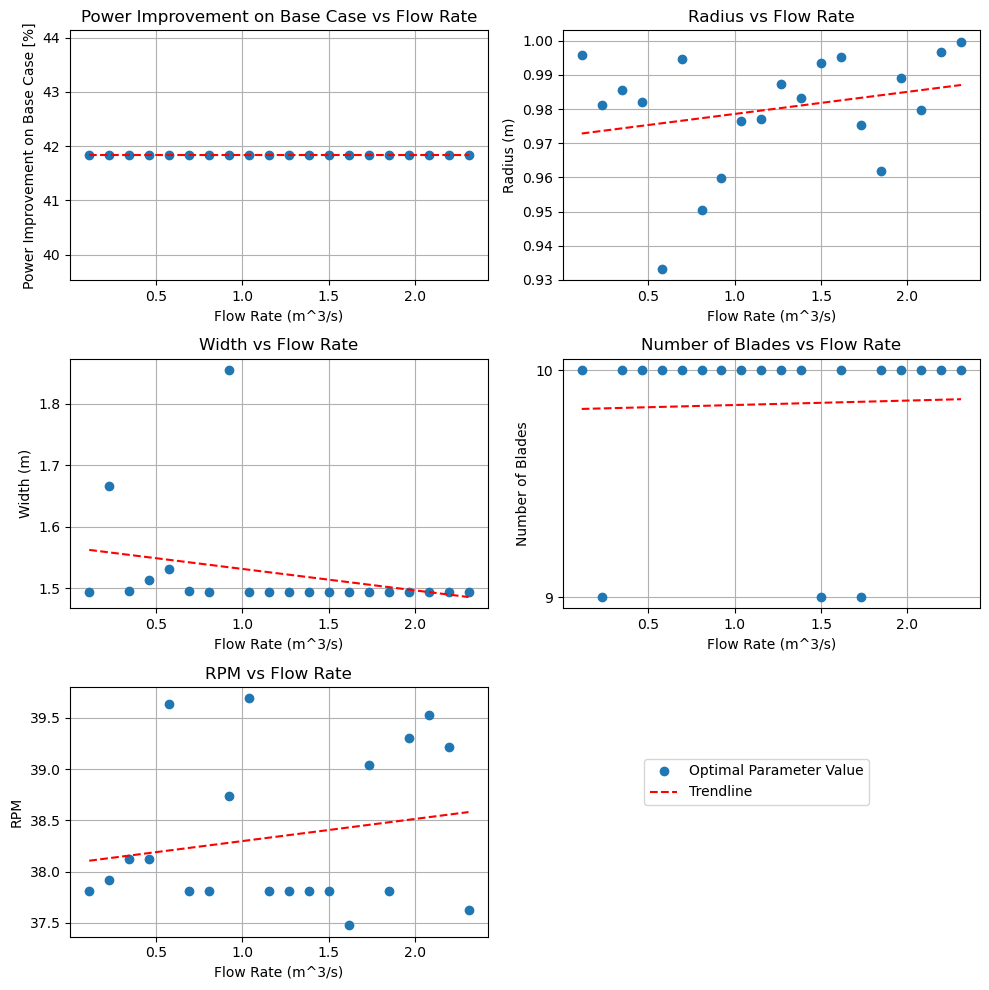 Power Improvement on Base Case vs Flow Rate
Power Improvement on Base Case [%]
44
43
42
41
40
0.5 1.0 1.5 2.0
Flow Rate (m^3/s)
Radius vs Flow Rate
Radius (m)
1.00
0.99
0.98
0.97
0.96
0.95
0.94
0.93
0.5 1.0 1.5 2.0
Flow Rate (m^3/s)
Width vs Flow Rate
Width (m)
1.8
1.7
1.6
1.5
0.5 1.0 1.5 2.0
Flow Rate (m^3/s)
Number of Blades vs Flow Rate
Number of Blades
10
9
0.5 1.0 1.5 2.0
Flow Rate (m^3/s)
RPM vs Flow Rate
RPM
39.5
39.0
38.5
38.0
37.5
0.5 1.0 1.5 2.0
Flow Rate (m^3/s)
Optimal Parameter Value
Trendline